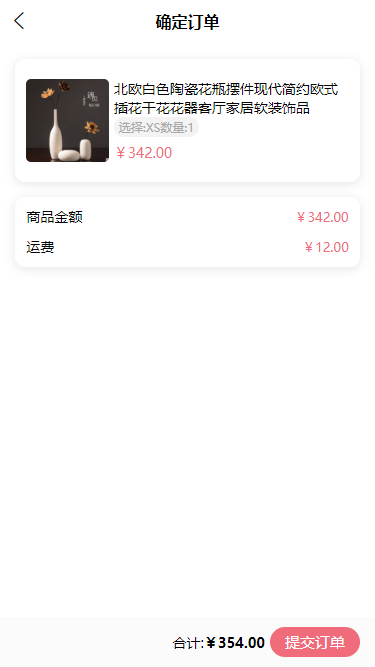 确定订单
北欧白色陶瓷花瓶摆件现代简约欧式
插花干花花器客厅家居软装饰品
选择:XS数量:1
￥342.00
商品金额 ￥342.00
运费 ￥12.00
合计:￥354.00 提交订单